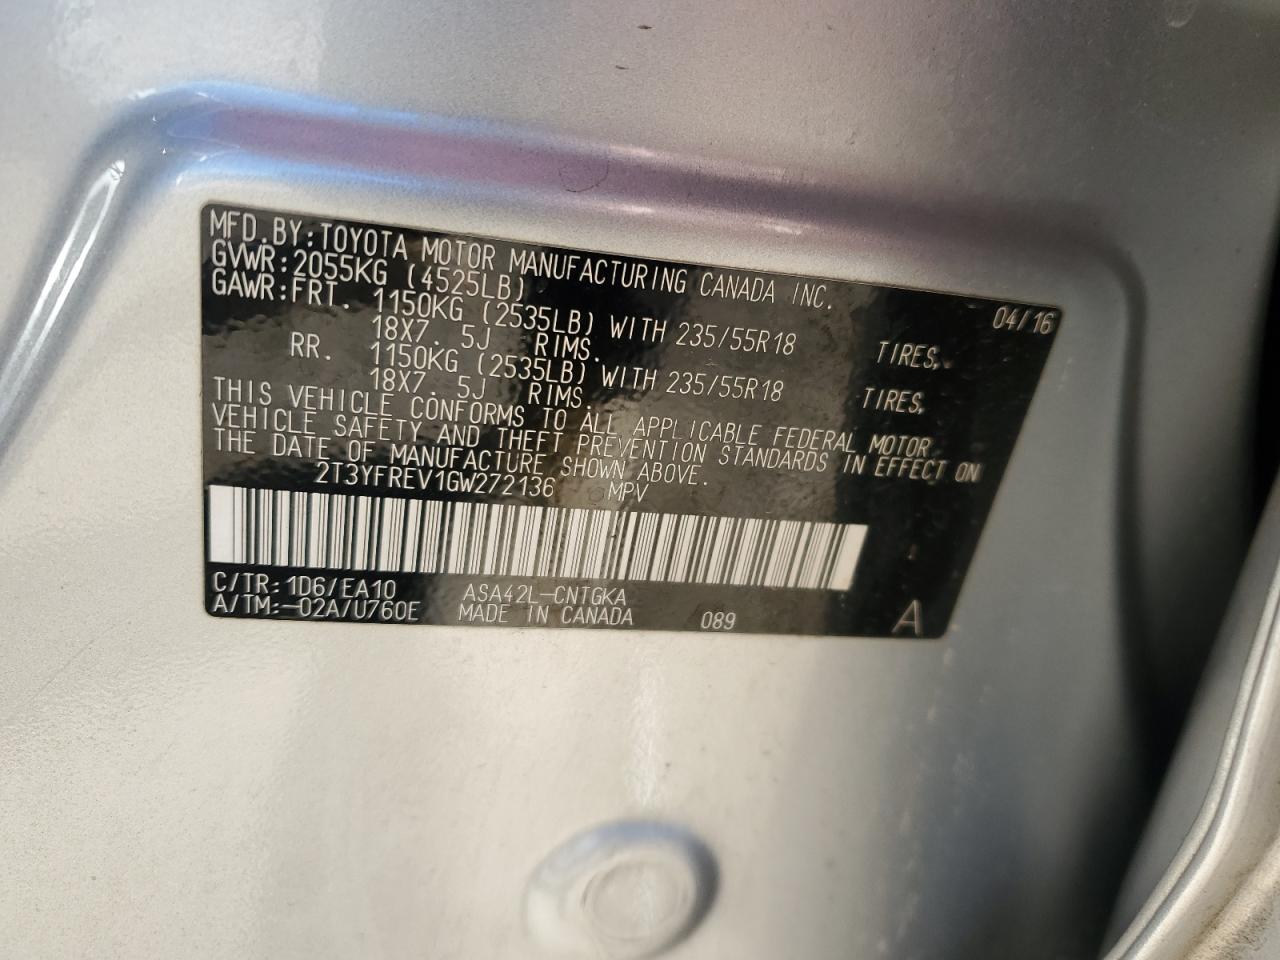 MFD.BY:TOYOTA MOTOR MANUFACTURING CANADA INC. 04/16
GVWR:2055KG (4525LB)
GAWR:FRT. 1150KG (2535LB) WITH 235/55R18 TIRES,
18X7. 5J RIMS.
RR. 1150KG (2535LB) WITH 235/55R18 TIRES,
18X7. 5J RIMS.
THIS VEHICLE CONFORMS TO ALL APPLICABLE FEDERAL MOTOR
VEHICLE SAFETY AND THEFT PREVENTION STANDARDS IN EFFECT ON
THE DATE OF MANUFACTURE SHOWN ABOVE.
2T3YFREV1GW272136 MPV
C/TR:1D6/EA10 ASA42L-CNTGKA
A/TM:-02A/U760E MADE IN CANADA 089 A